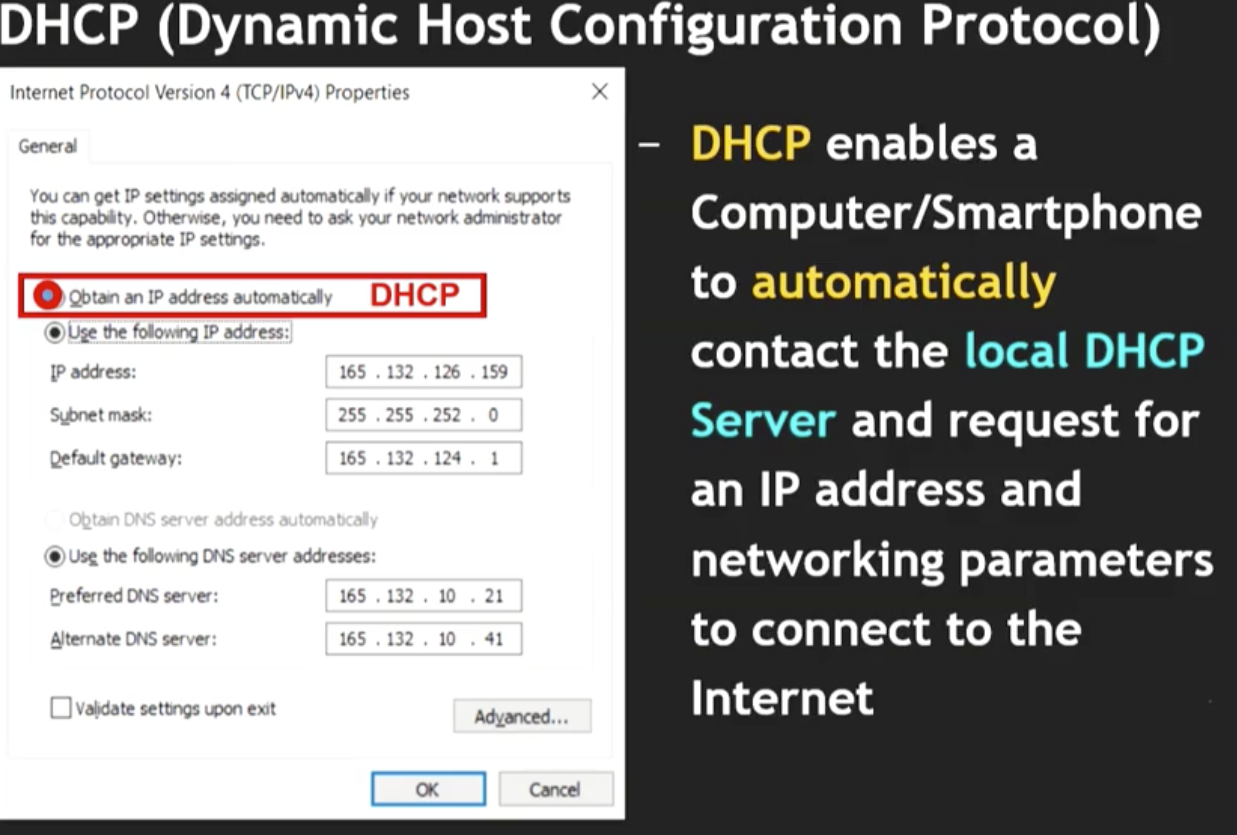 DHCP (Dynamic Host Configuration Protocol)
Internet Protocol Version 4 (TCP/IPv4) Properties
General
You can get IP settings assigned automatically if your network supports
this capability. Otherwise, you need to ask your network administrator
for the appropriate IP settings.
Obtain an IP address automatically DHCP
Use the following IP address:
IP address: 165 . 132 . 126 . 159
Subnet mask: 255 . 255 . 252 . 0
Default gateway: 165 . 132 . 124 . 1
Obtain DNS server address automatically
Use the following DNS server addresses:
Preferred DNS server: 165 . 132 . 10 . 21
Alternate DNS server: 165 . 132 . 10 . 41
Validate settings upon exit
Advanced...
OK Cancel
– DHCP enables a
Computer/Smartphone
to automatically
contact the local DHCP
Server and request for
an IP address and
networking parameters
to connect to the
Internet